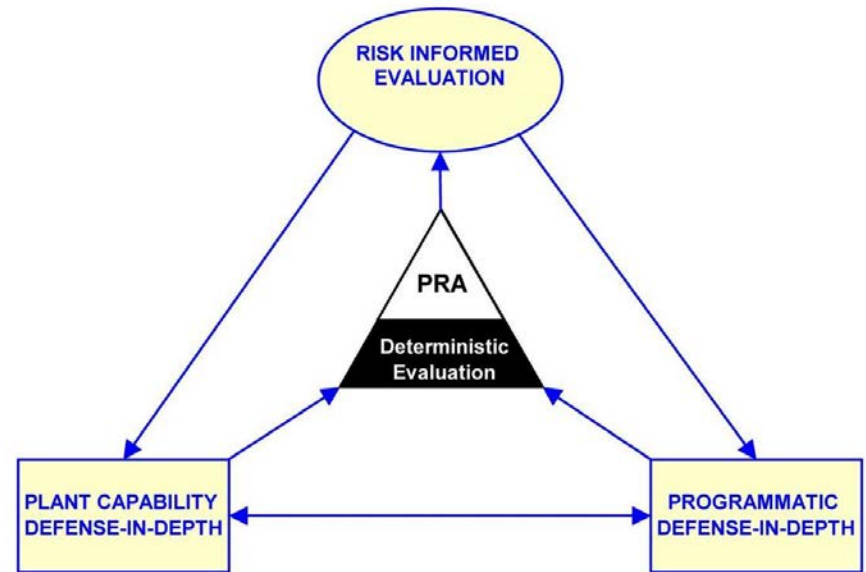 RISK INFORMED
EVALUATION
PRA
Deterministic
Evaluation
PLANT CAPABILITY
DEFENSE-IN-DEPTH
PROGRAMMATIC
DEFENSE-IN-DEPTH